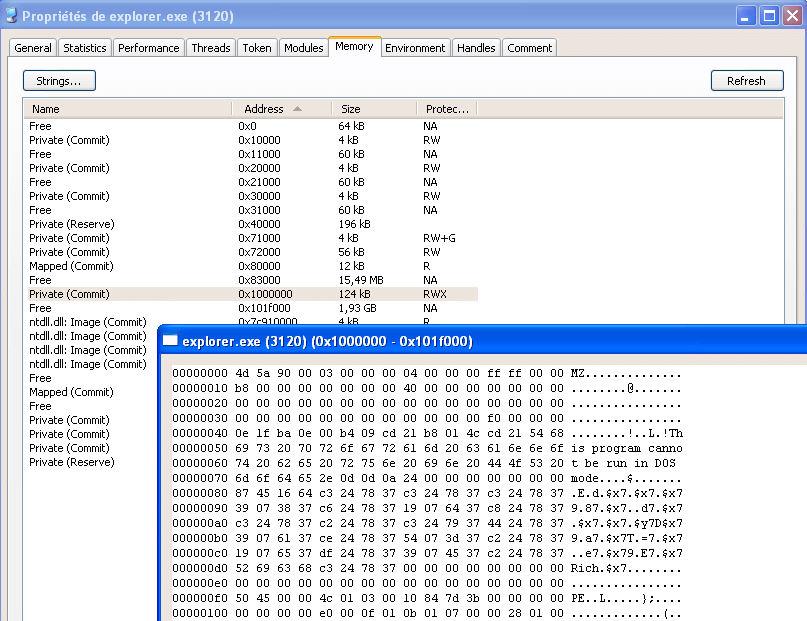 Propriétés de explorer.exe (3120)
General Statistics Performance Threads Token Modules Memory Environment Handles Comment
Strings... Refresh
Name Address Size Protec...
Free 0x0 64 kB NA
Private (Commit) 0x10000 4 kB RW
Free 0x11000 60 kB NA
Private (Commit) 0x20000 4 kB RW
Free 0x21000 60 kB NA
Private (Commit) 0x30000 4 kB RW
Free 0x31000 60 kB NA
Private (Reserve) 0x40000 196 kB
Private (Commit) 0x71000 4 kB RW+G
Private (Commit) 0x72000 56 kB RW
Mapped (Commit) 0x80000 12 kB R
Free 0x83000 15,49 MB NA
Private (Commit) 0x1000000 124 kB RWX
Free 0x101f000 1,93 GB NA
ntdll.dll: Image (Commit) 0x7c910000 4 kB R
ntdll.dll: Image (Commit)
ntdll.dll: Image (Commit)
ntdll.dll: Image (Commit)
Free
Mapped (Commit)
Free
Private (Commit)
Private (Commit)
Private (Commit)
Private (Reserve)
explorer.exe (3120) (0x1000000 - 0x101f000)
00000000 4d 5a 90 00 03 00 00 00 04 00 00 00 ff ff 00 00 MZ..............
00000010 b8 00 00 00 00 00 00 00 40 00 00 00 00 00 00 00 ........@.......
00000020 00 00 00 00 00 00 00 00 00 00 00 00 00 00 00 00 ................
00000030 00 00 00 00 00 00 00 00 00 00 00 00 f0 00 00 00 ................
00000040 0e 1f ba 0e 00 b4 09 cd 21 b8 01 4c cd 21 54 68 ........!..L.!Th
00000050 69 73 20 70 72 6f 67 72 61 6d 20 63 61 6e 6e 6f is program canno
00000060 74 20 62 65 20 72 75 6e 20 69 6e 20 44 4f 53 20 t be run in DOS
00000070 6d 6f 64 65 2e 0d 0d 0a 24 00 00 00 00 00 00 00 mode....$.......
00000080 87 45 16 64 c3 24 78 37 c3 24 78 37 c3 24 78 37 .E.d.$x7.$x7.$x7
00000090 39 07 38 37 c6 24 78 37 19 07 64 37 c8 24 78 37 9.87.$x7..d7.$x7
000000a0 c3 24 78 37 c2 24 78 37 c3 24 79 37 44 24 78 37 .$x7.$x7.$y7D$x7
000000b0 39 07 61 37 ce 24 78 37 54 07 3d 37 c2 24 78 37 9.a7.$x7T.=7.$x7
000000c0 19 07 65 37 df 24 78 37 39 07 45 37 c2 24 78 37 ..e7.$x79.E7.$x7
000000d0 52 69 63 68 c3 24 78 37 00 00 00 00 00 00 00 00 Rich.$x7........
000000e0 00 00 00 00 00 00 00 00 00 00 00 00 00 00 00 00 ................
000000f0 50 45 00 00 4c 01 03 00 10 84 7d 3b 00 00 00 00 PE..L.....};....
00000100 00 00 00 00 e0 00 0f 01 0b 01 07 00 00 28 01 00 .............(..